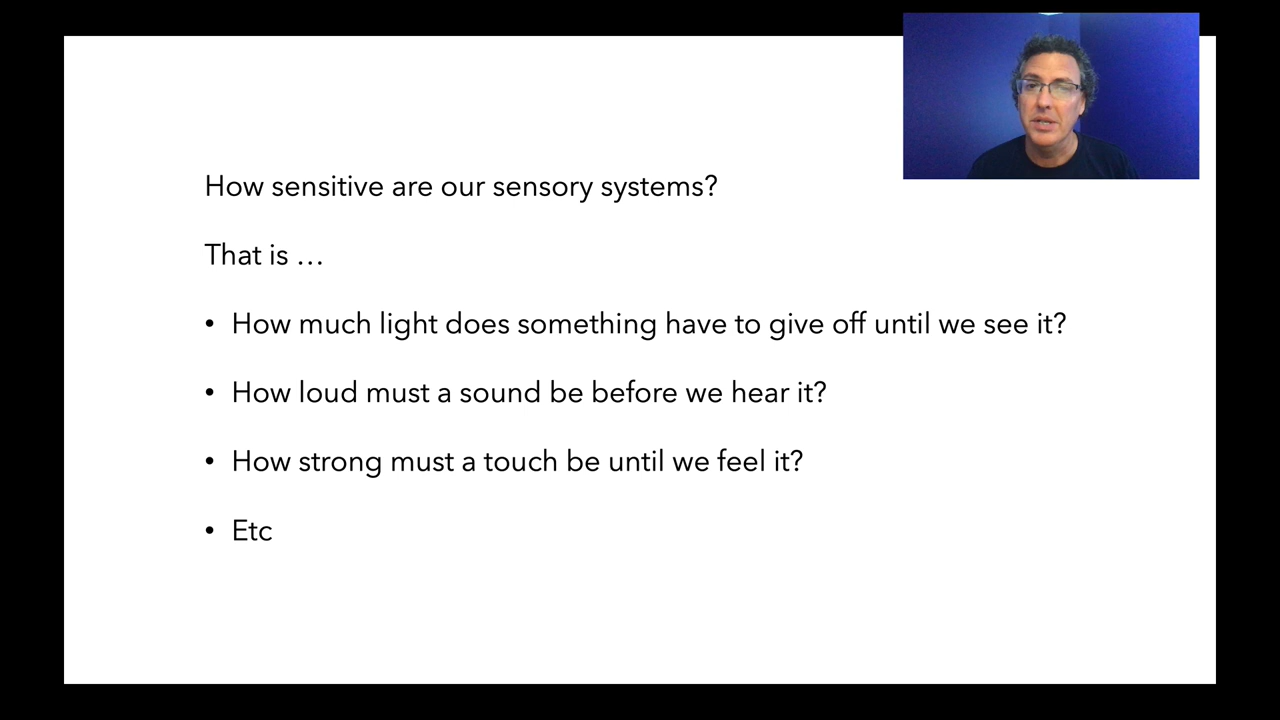 How sensitive are our sensory systems?
That is …
• How much light does something have to give off until we see it?
• How loud must a sound be before we hear it?
• How strong must a touch be until we feel it?
• Etc